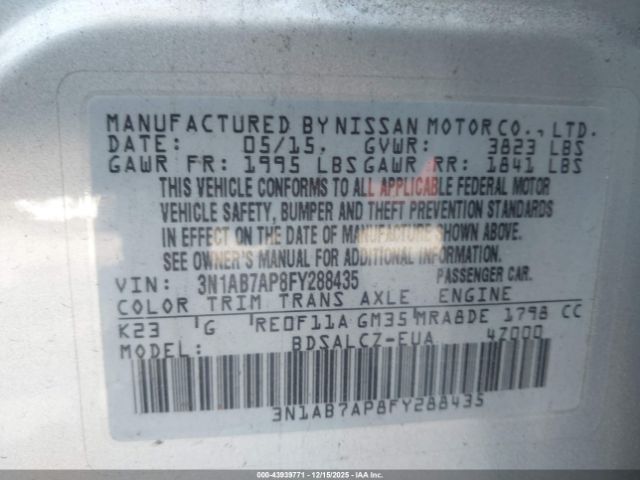 MANUFACTURED BY NISSAN MOTOR CO., LTD.
DATE: 05/15. GVWR: 3823 LBS
GAWR FR: 1995 LBS GAWR RR: 1841 LBS
THIS VEHICLE CONFORMS TO ALL APPLICABLE FEDERAL MOTOR
VEHICLE SAFETY, BUMPER AND THEFT PREVENTION STANDARDS
IN EFFECT ON THE DATE OF MANUFACTURE SHOWN ABOVE.
SEE OWNER'S MANUAL FOR ADDITIONAL INFORMATION.
VIN: 3N1AB7AP8FY288435 PASSENGER CAR.
COLOR TRIM TRANS AXLE ENGINE
K23 G RE0F11A GM35 MRA8DE 1798 CC
MODEL: BDSALCZ-EUA 4Z000
3N1AB7AP8FY288435
000-43939771 - 12/15/2025 - IAAI.COM